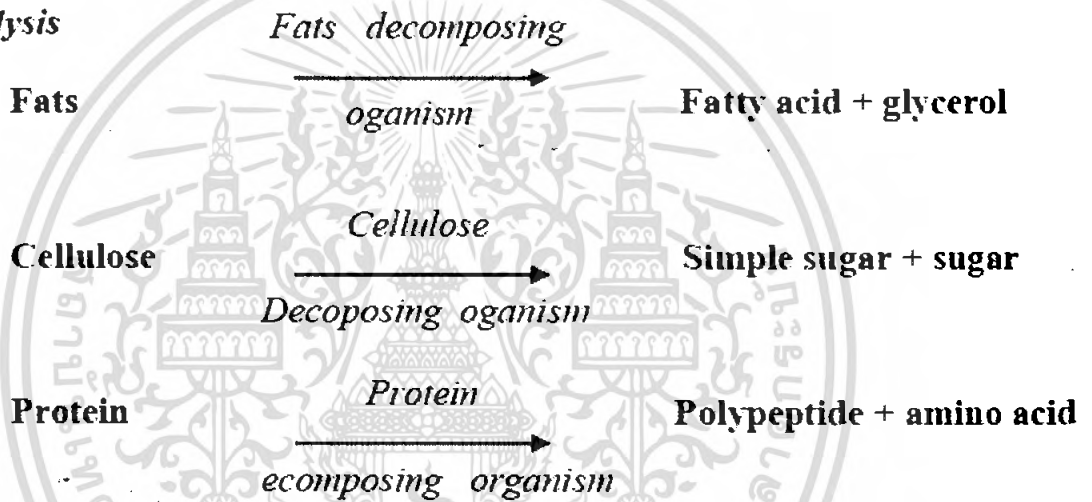 lysis
Fats decomposing
Fats Fatty acid + glycerol
oganism
Cellulose
Cellulose Simple sugar + sugar
Decoposing oganism
Protein
Protein Polypeptide + amino acid
ecomposing organism